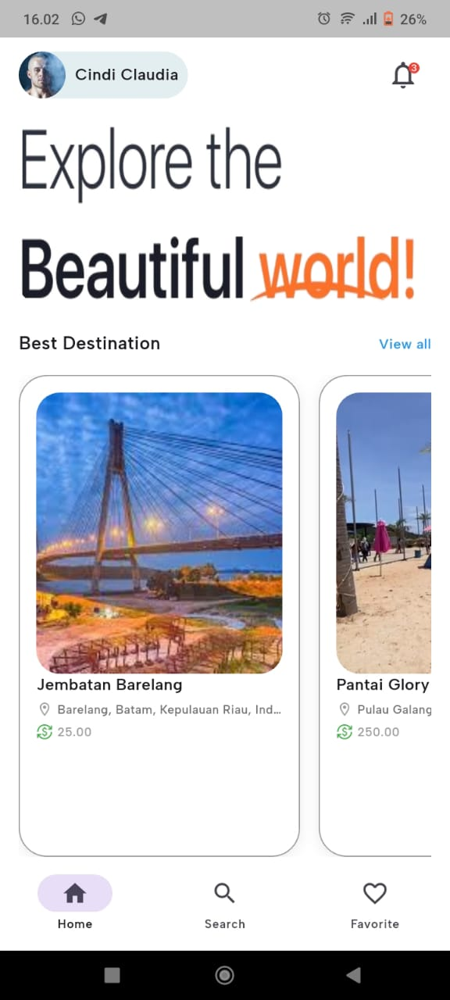 16.02
26%
Cindi Claudia
3
Explore the
Beautiful world!
Best Destination
View all
Jembatan Barelang
Barelang, Batam, Kepulauan Riau, Ind...
25.00
Pantai Glory
Pulau Galang
250.00
Home
Search
Favorite